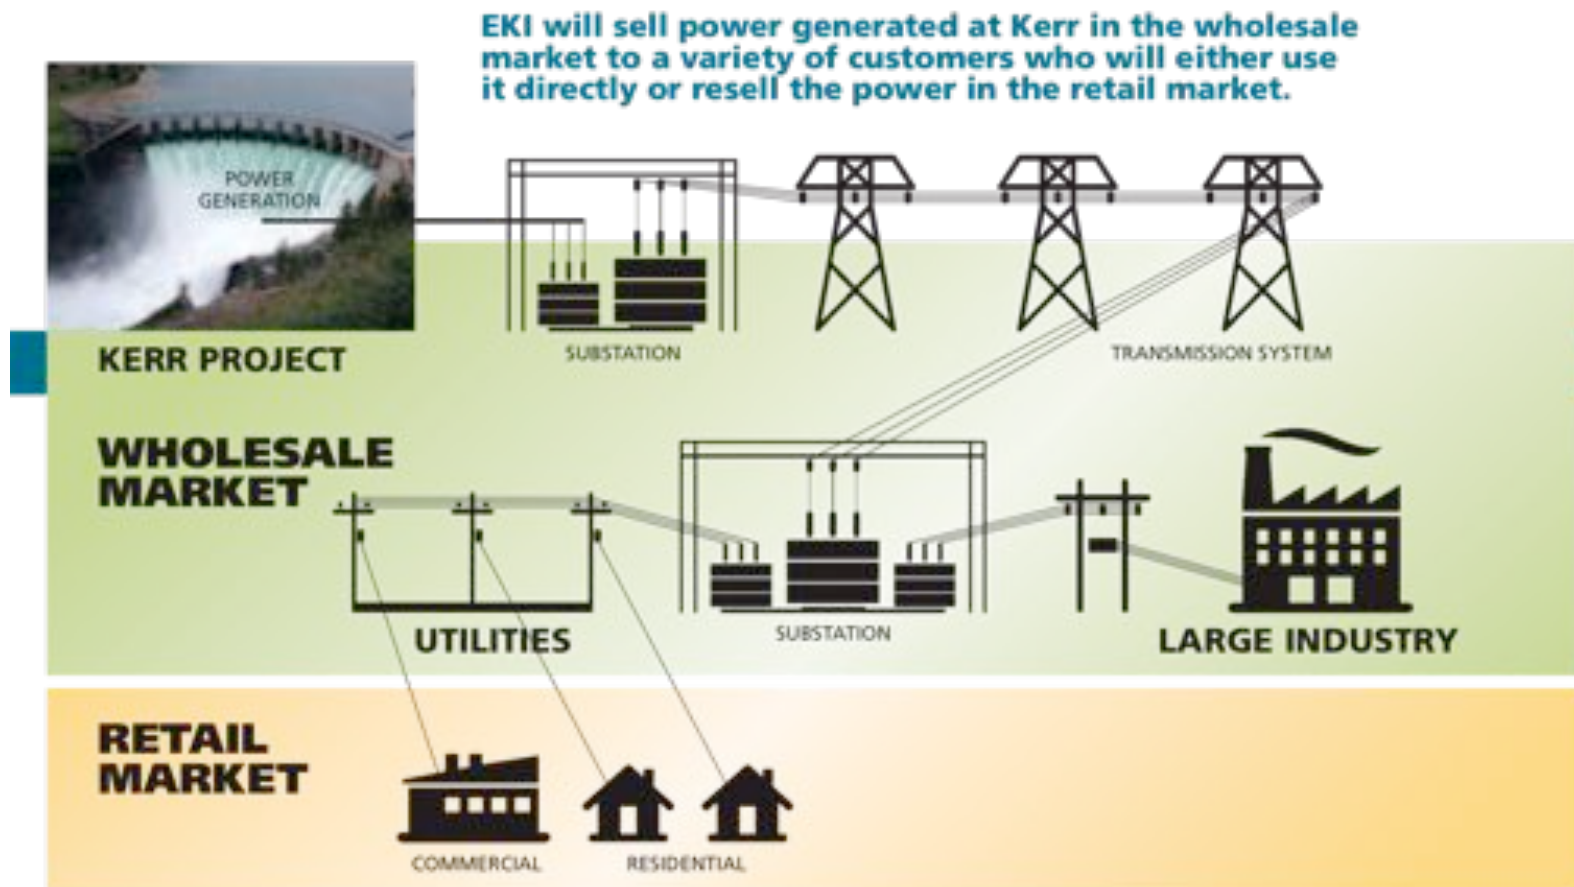 EKI will sell power generated at Kerr in the wholesale
market to a variety of customers who will either use
it directly or resell the power in the retail market.
POWER
GENERATION
KERR PROJECT
SUBSTATION
TRANSMISSION SYSTEM
WHOLESALE
MARKET
UTILITIES
SUBSTATION
LARGE INDUSTRY
RETAIL
MARKET
COMMERCIAL
RESIDENTIAL